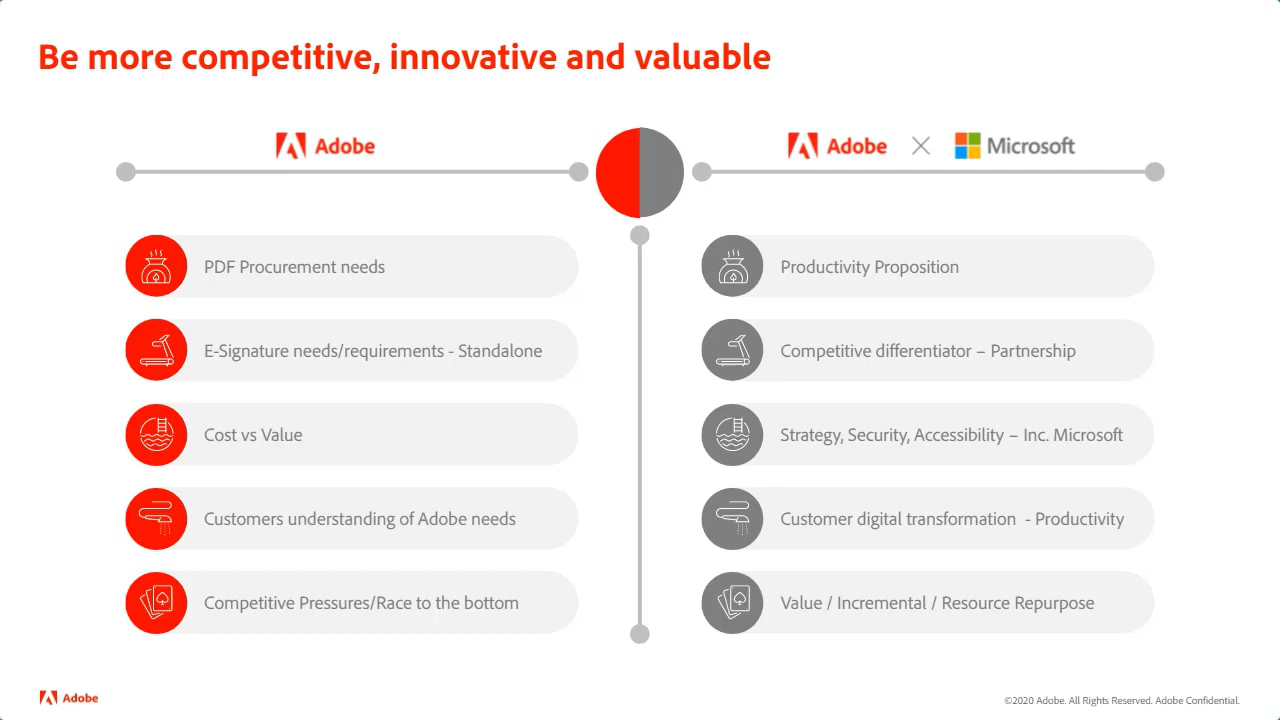 Be more competitive, innovative and valuable
Adobe
Adobe
Microsoft
PDF Procurement needs
E-Signature needs/requirements - Standalone
Cost vs Value
Customers understanding of Adobe needs
Competitive Pressures/Race to the bottom
Productivity Proposition
Competitive differentiator – Partnership
Strategy, Security, Accessibility – Inc. Microsoft
Customer digital transformation  - Productivity
Value / Incremental / Resource Repurpose
Adobe
©2020 Adobe. All Rights Reserved. Adobe Confidential.